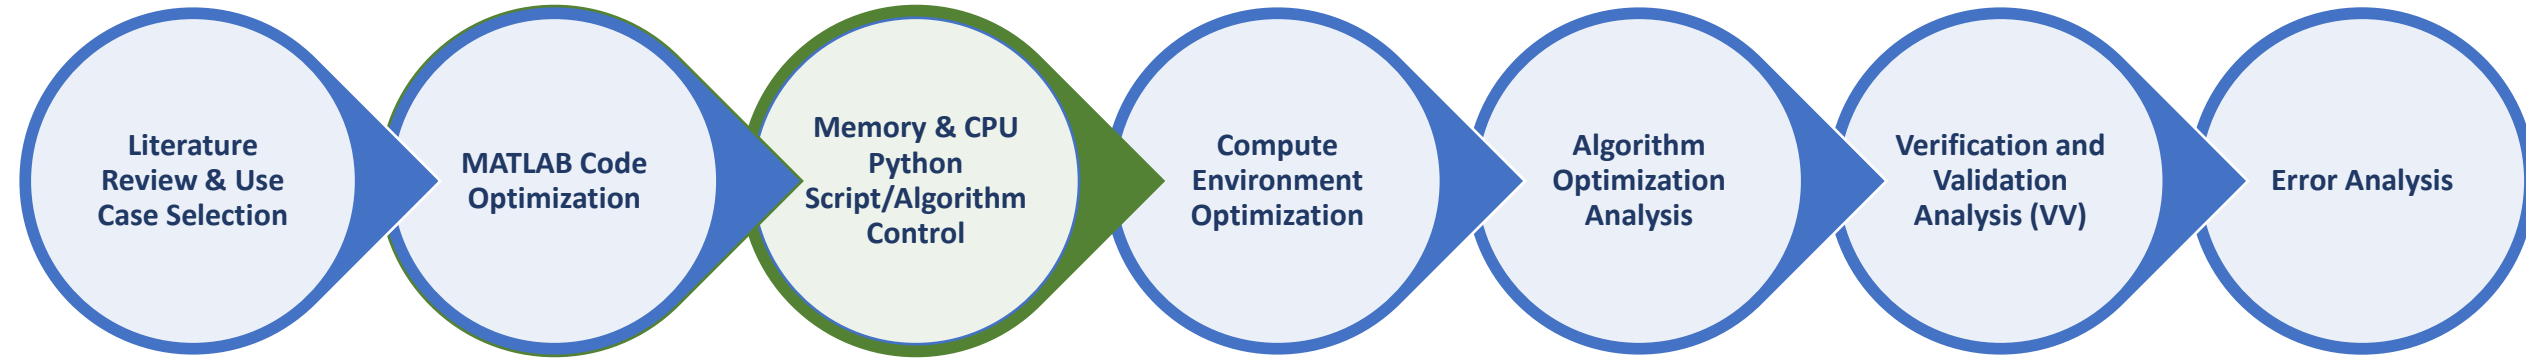 Literature
Review & Use
Case Selection
MATLAB Code
Optimization
Memory & CPU
Python
Script/Algorithm
Control
Compute
Environment
Optimization
Algorithm
Optimization
Analysis
Verification and
Validation
Analysis (VV)
Error Analysis